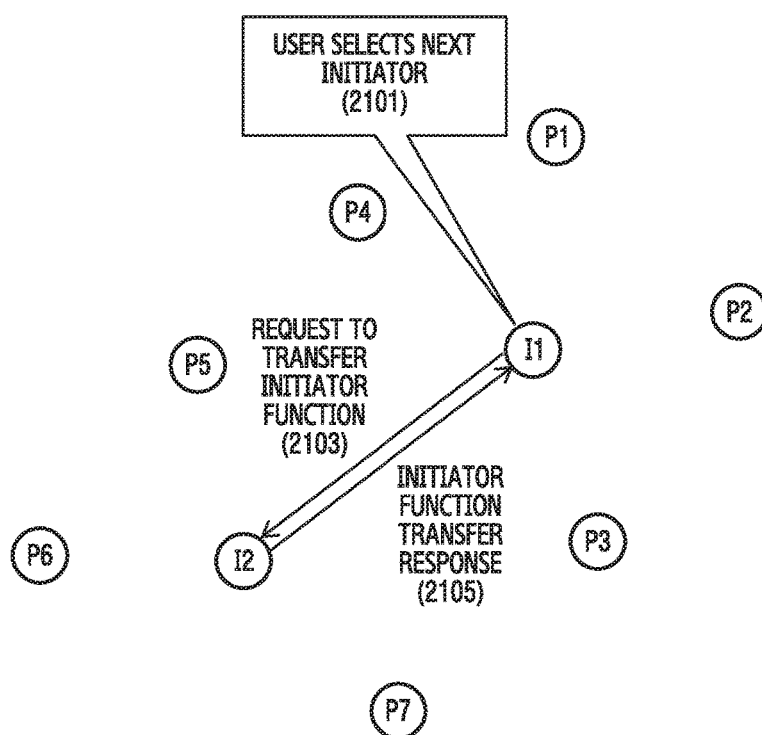 USER SELECTS NEXT
INITIATOR
(2101)
P1
P4
P2
I1
REQUEST TO
TRANSFER
INITIATOR
FUNCTION
(2103)
P5
INITIATOR
FUNCTION
TRANSFER
RESPONSE
(2105)
P3
P6
I2
P7